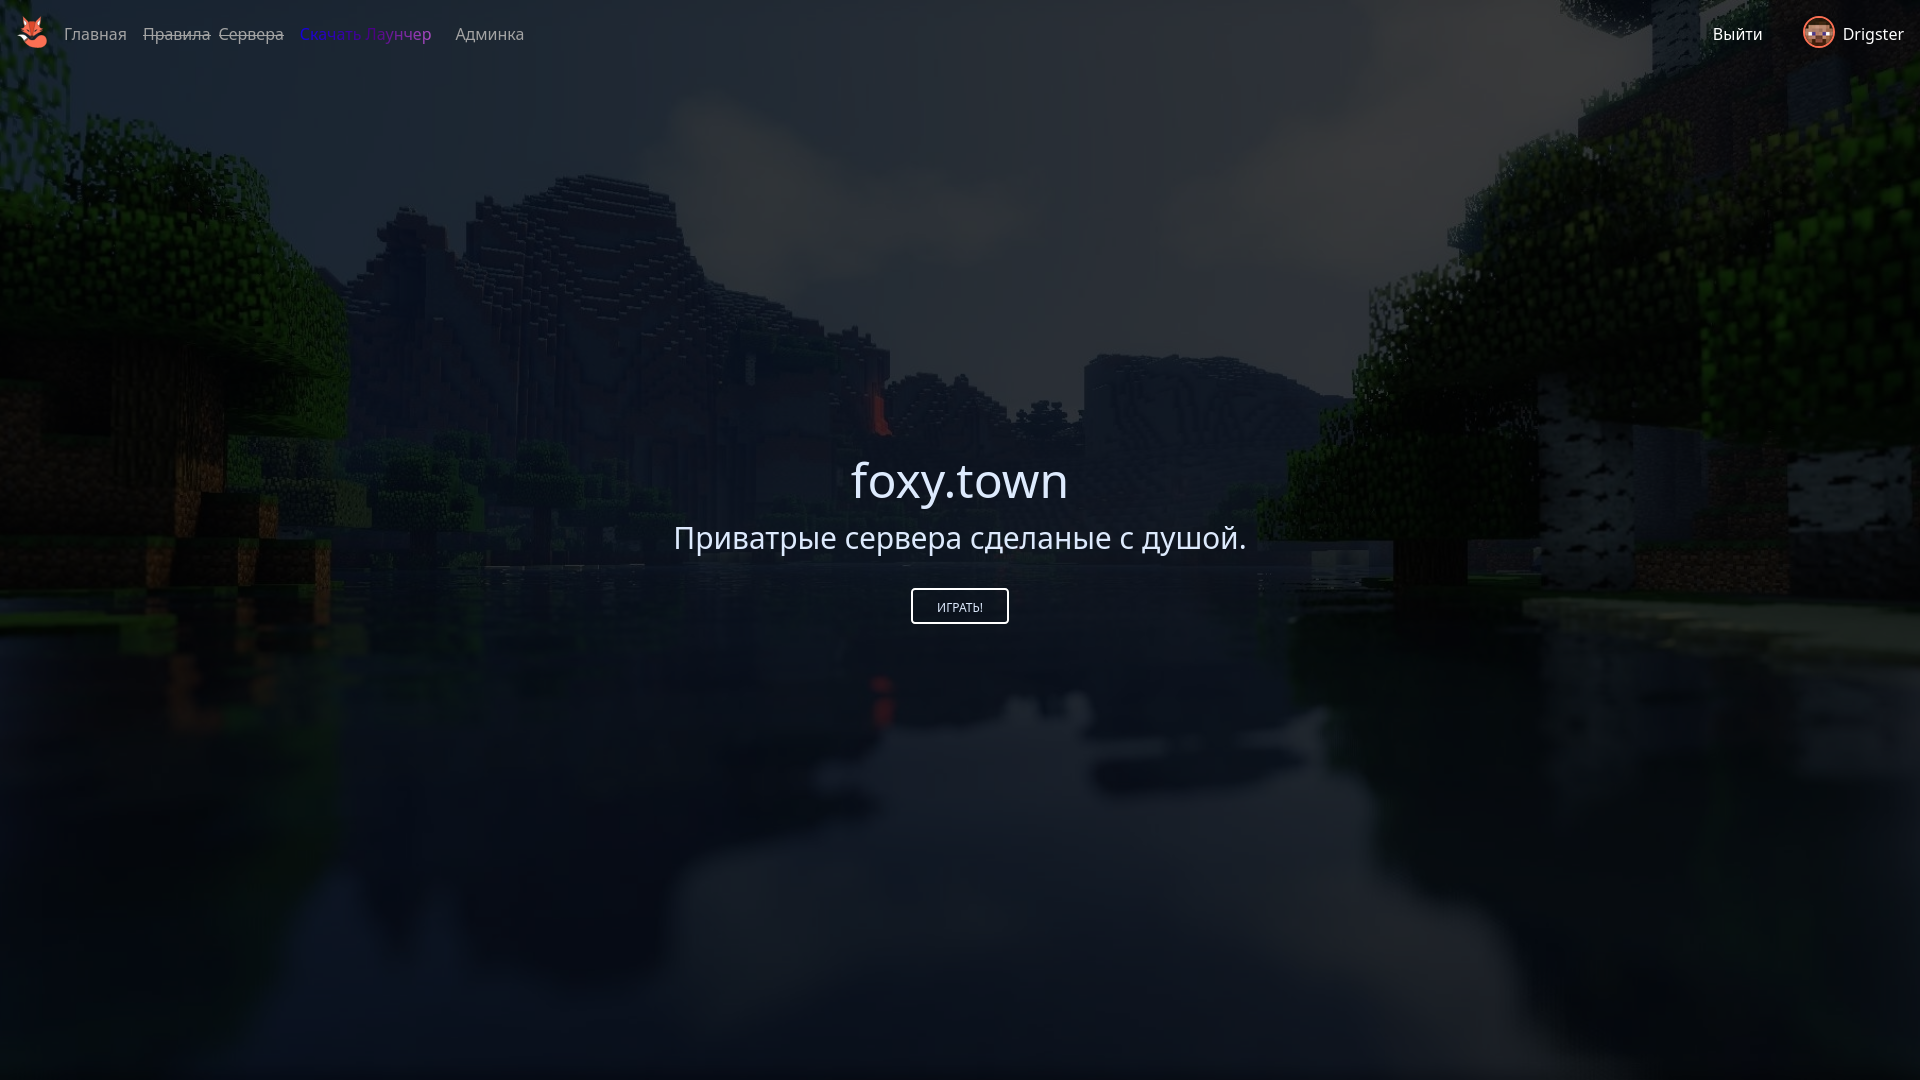 Главная Правила Сервера Скачать Лаунчер Админка Выйти Drigster
foxy.town
Приватрые сервера сделаные с душой.
ИГРАТЬ!